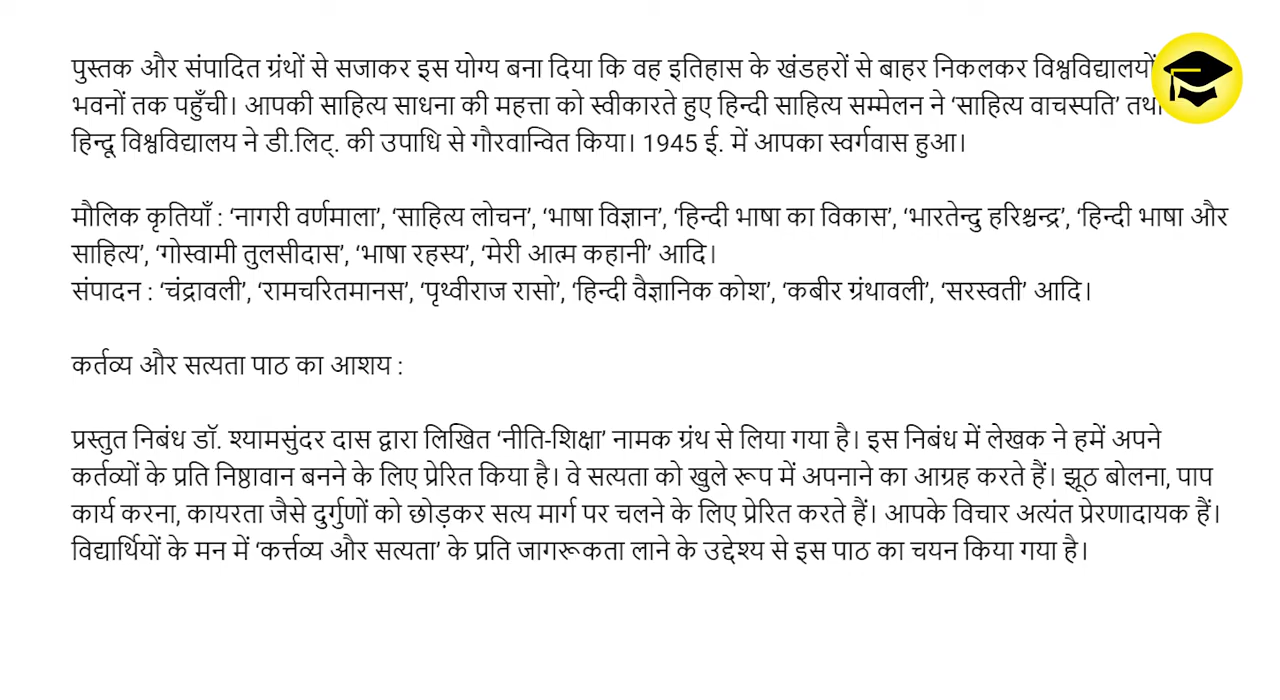 पुस्तक और संपादित ग्रंथों से सजाकर इस योग्य बना दिया कि वह इतिहास के खंडहरों से बाहर निकलकर विश्वविद्यालयों
भवनों तक पहुँची। आपकी साहित्य साधना की महत्ता को स्वीकारते हुए हिन्दी साहित्य सम्मेलन ने ‘साहित्य वाचस्पति’ तथा
हिन्दू विश्वविद्यालय ने डी.लिट्. की उपाधि से गौरवान्वित किया। 1945 ई. में आपका स्वर्गवास हुआ।
मौलिक कृतियाँ : ‘नागरी वर्णमाला’, ‘साहित्य लोचन’, ‘भाषा विज्ञान’, ‘हिन्दी भाषा का विकास’, ‘भारतेन्दु हरिश्चन्द्र’, ‘हिन्दी भाषा और
साहित्य’, ‘गोस्वामी तुलसीदास’, ‘भाषा रहस्य’, ‘मेरी आत्म कहानी’ आदि।
संपादन : ‘चंद्रावली’, ‘रामचरितमानस’, ‘पृथ्वीराज रासो’, ‘हिन्दी वैज्ञानिक कोश’, ‘कबीर ग्रंथावली’, ‘सरस्वती’ आदि।
कर्तव्य और सत्यता पाठ का आशय :
प्रस्तुत निबंध डॉ. श्यामसुंदर दास द्वारा लिखित ‘नीति-शिक्षा’ नामक ग्रंथ से लिया गया है। इस निबंध में लेखक ने हमें अपने
कर्तव्यों के प्रति निष्ठावान बनने के लिए प्रेरित किया है। वे सत्यता को खुले रूप में अपनाने का आग्रह करते हैं। झूठ बोलना, पाप
कार्य करना, कायरता जैसे दुर्गुणों को छोड़कर सत्य मार्ग पर चलने के लिए प्रेरित करते हैं। आपके विचार अत्यंत प्रेरणादायक हैं।
विद्यार्थियों के मन में ‘कर्त्तव्य और सत्यता’ के प्रति जागरूकता लाने के उद्देश्य से इस पाठ का चयन किया गया है।